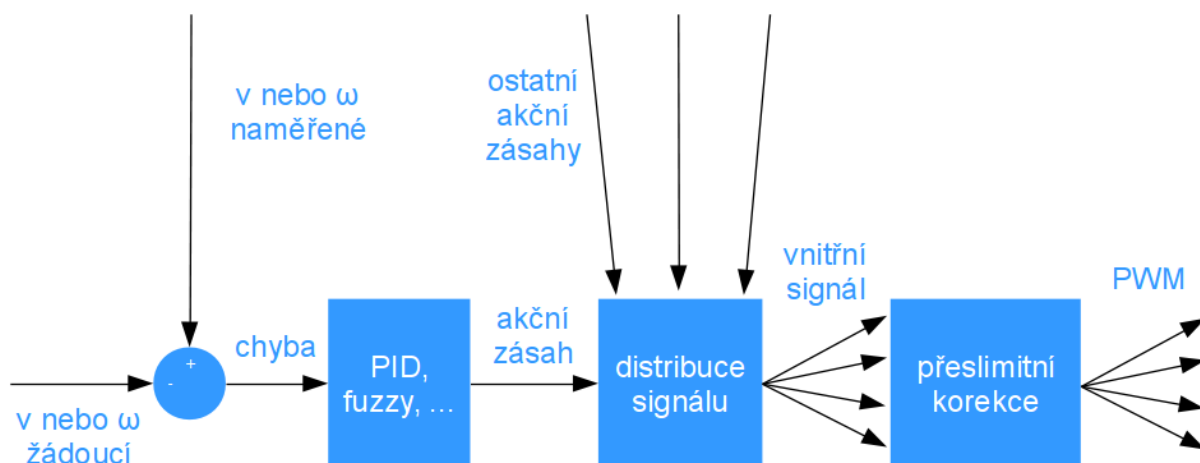 v nebo ω
naměřené
ostatní
akční
zásahy
vnitřní
signál
PWM
+
-
chyba
PID,
fuzzy, ...
akční
zásah
distribuce
signálu
přeslimitní
korekce
v nebo ω
žádoucí